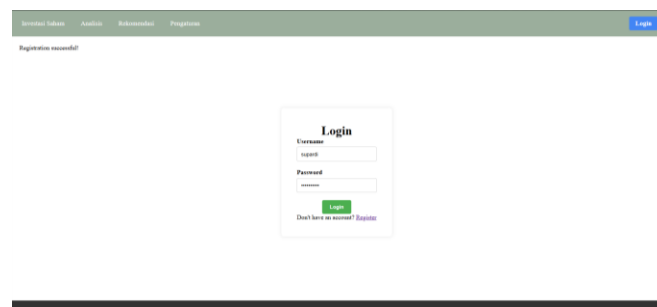 Investasi Saham Analisis Rekomendasi Pengaturan Login
Registration successful!
Login
Username
supardi
Password
••••••••
Login
Don't have an account? Register